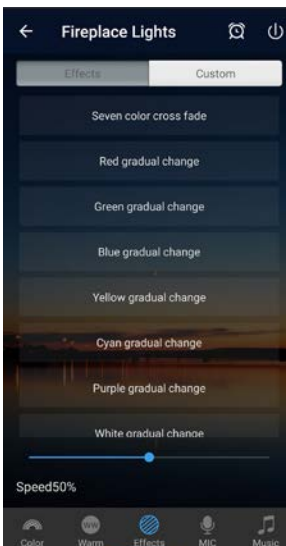 Fireplace Lights
Effects Custom
Seven color cross fade
Red gradual change
Green gradual change
Blue gradual change
Yellow gradual change
Cyan gradual change
Purple gradual change
White gradual change
Speed50%
WW
Color Warm Effects MIC Music